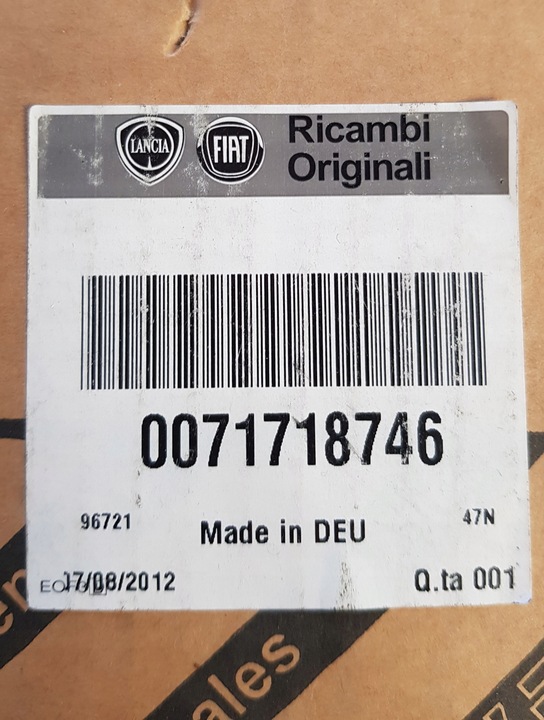 LANCIA FIAT Ricambi
Originali
0071718746
96721 Made in DEU 47N
17/08/2012 Q.ta 001
ales